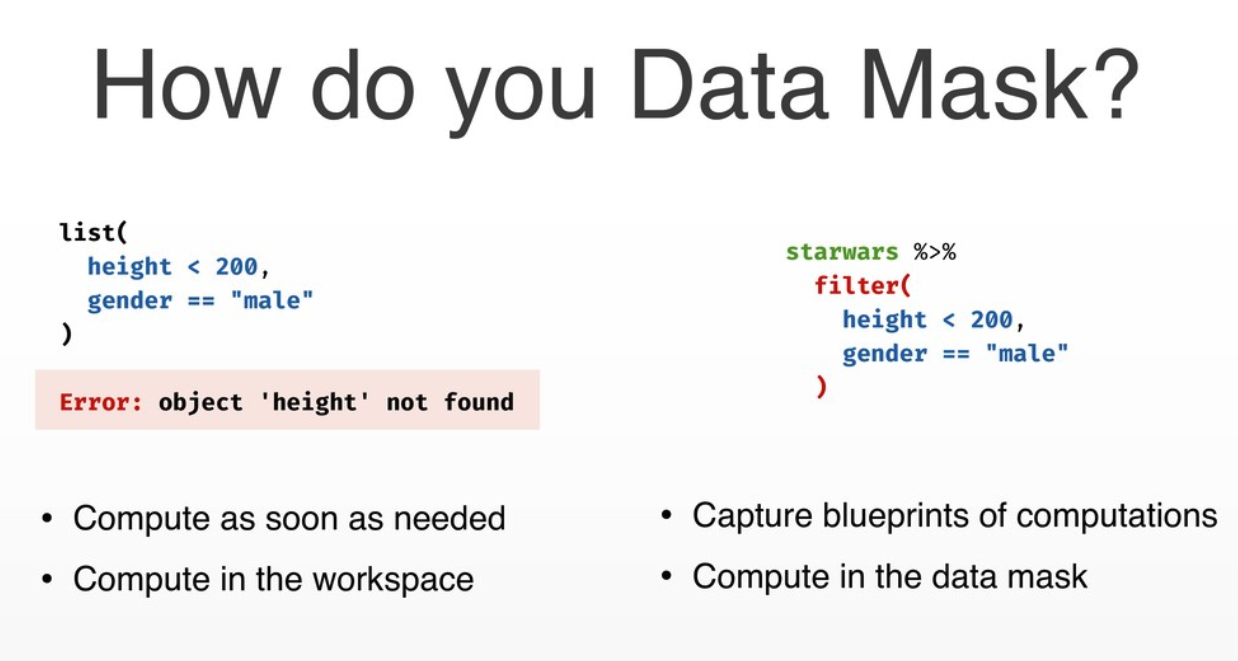 How do you Data Mask?
list(
  height < 200,
  gender == "male"
)
Error: object 'height' not found
• Compute as soon as needed
• Compute in the workspace
starwars %>%
  filter(
    height < 200,
    gender == "male"
  )
• Capture blueprints of computations
• Compute in the data mask